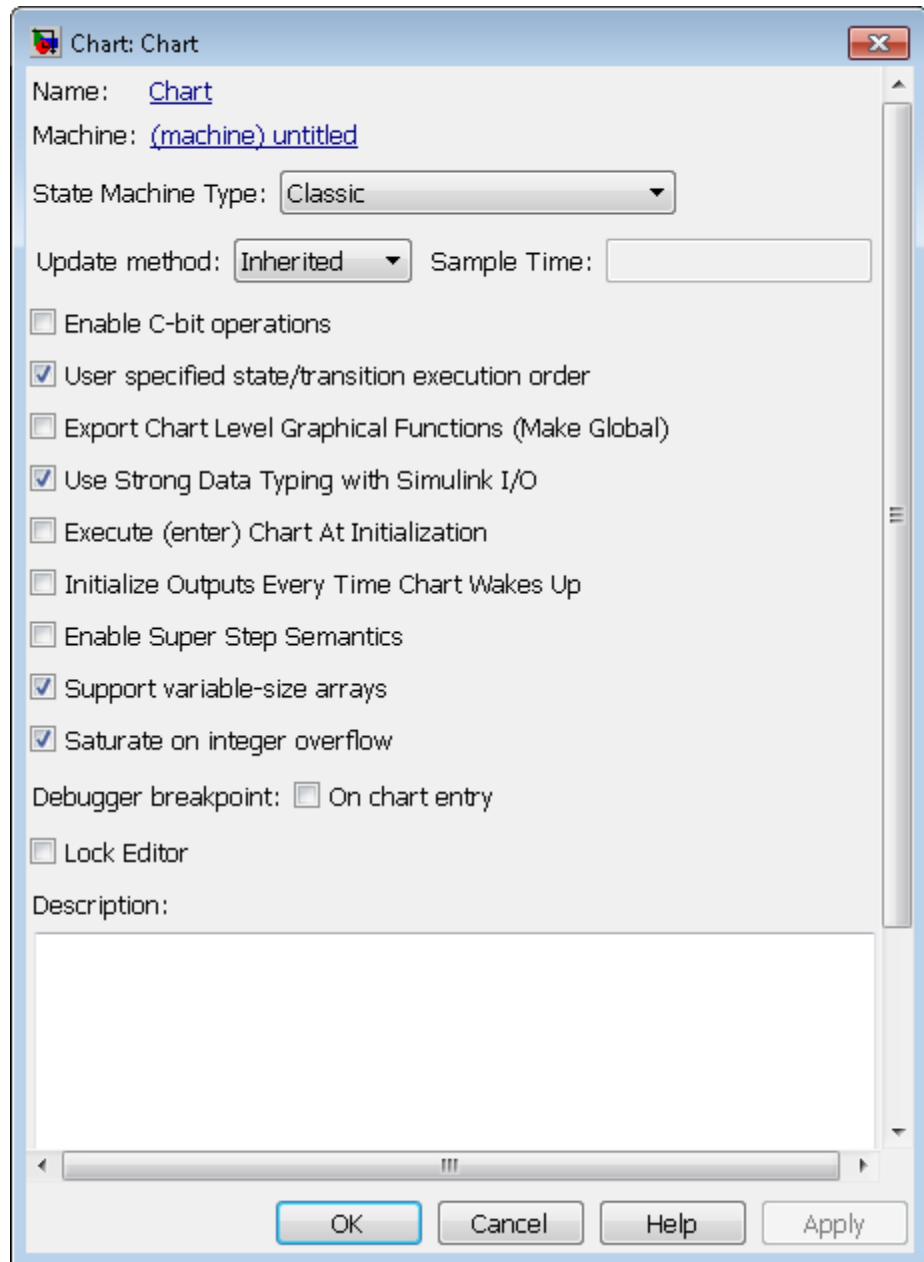 Chart: Chart
Name: Chart
Machine: (machine) untitled
State Machine Type: Classic
Update method: Inherited Sample Time:
Enable C-bit operations
User specified state/transition execution order
Export Chart Level Graphical Functions (Make Global)
Use Strong Data Typing with Simulink I/O
Execute (enter) Chart At Initialization
Initialize Outputs Every Time Chart Wakes Up
Enable Super Step Semantics
Support variable-size arrays
Saturate on integer overflow
Debugger breakpoint: On chart entry
Lock Editor
Description:
OK Cancel Help Apply